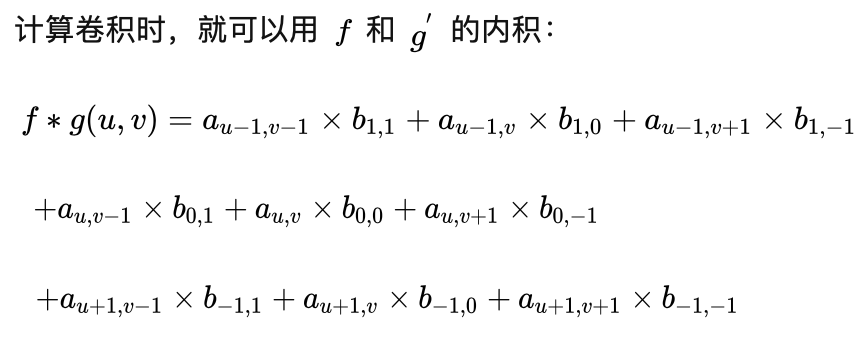 计算卷积时，就可以用 f 和 g′ 的内积：
f ∗ g(u, v) = a_{u−1,v−1} × b_{1,1} + a_{u−1,v} × b_{1,0} + a_{u−1,v+1} × b_{1,−1}
+a_{u,v−1} × b_{0,1} + a_{u,v} × b_{0,0} + a_{u,v+1} × b_{0,−1}
+a_{u+1,v−1} × b_{−1,1} + a_{u+1,v} × b_{−1,0} + a_{u+1,v+1} × b_{−1,−1}